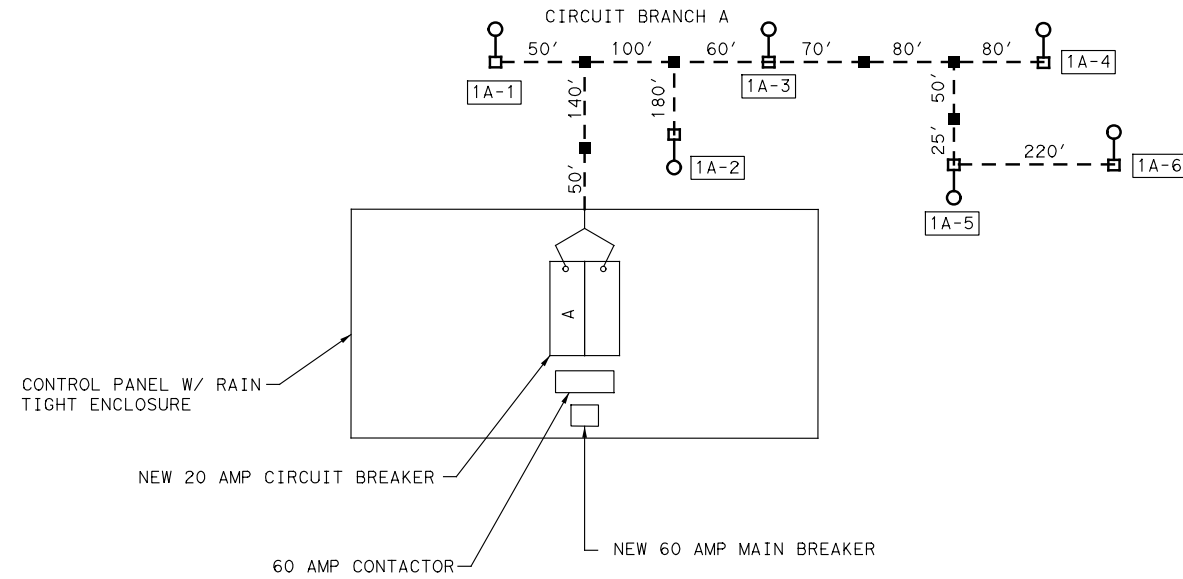 CIRCUIT BRANCH A
50' 100' 60' 70' 80' 80'
1A-1
1A-3
1A-4
140'
180'
50'
50'
25'
220'
1A-2
1A-6
1A-5
A
CONTROL PANEL W/ RAIN
TIGHT ENCLOSURE
NEW 20 AMP CIRCUIT BREAKER
60 AMP CONTACTOR
NEW 60 AMP MAIN BREAKER